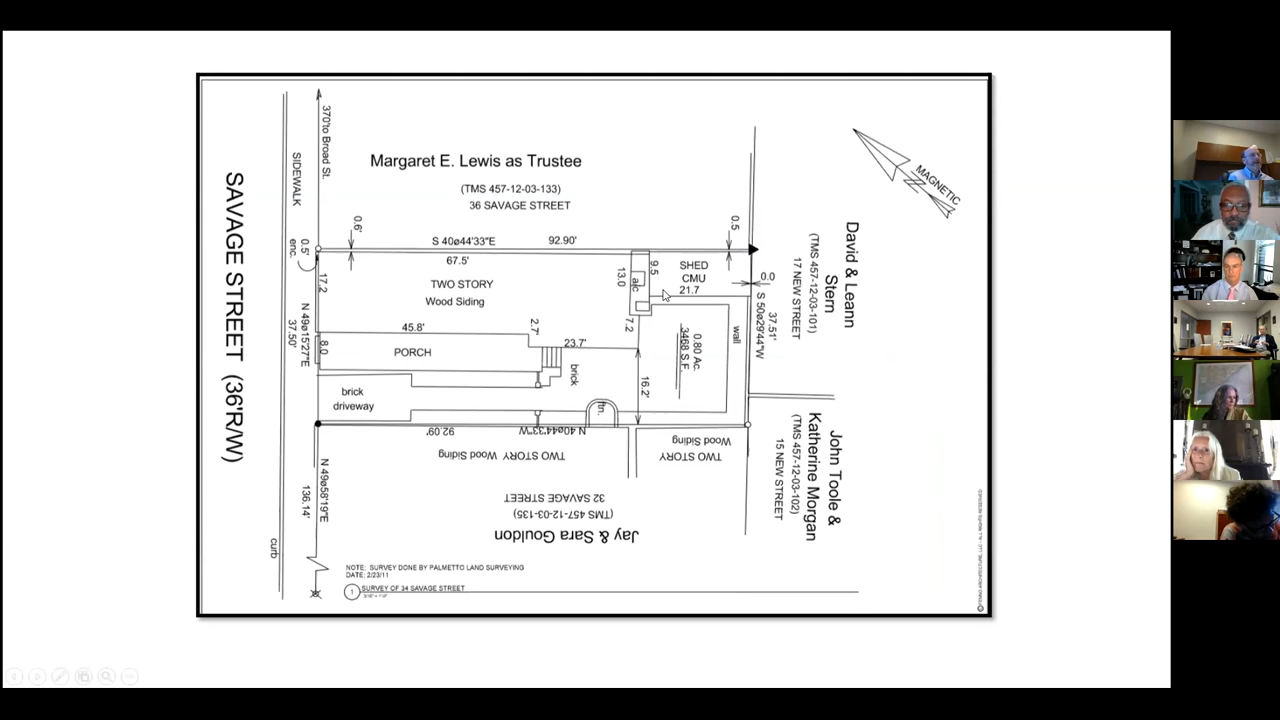 SAVAGE STREET (36'R/W)
SIDEWALK
370'to Broad St.
0.5'
enc.
17.2
N 49ø15'27"E
37.50'
8.0
N 49ø58'19"E
136.14'
curb
Margaret E. Lewis as Trustee
(TMS 457-12-03-133)
36 SAVAGE STREET
0.6'
S 40ø44'33"E 92.90'
0.5
67.5'
TWO STORY
Wood Siding
9.5
13.0
a/c
SHED
CMU
21.7
0.0
45.8'
2.7'
23.7'
7.2
PORCH
brick
16.2'
0.80 Ac.
3468 S.F.
wall
37.51'
S 50ø29'44"W
brick
driveway
ftn.
N 40ø44'33"W
92.09'
TWO STORY Wood Siding
Wood Siding
TWO STORY
32 SAVAGE STREET
(TMS 457-12-03-135)
Jay & Sara Gouldon
MAGNETIC
David & Leann
Stern
(TMS 457-12-03-101)
17 NEW STREET
John Toole &
Katherine Morgan
(TMS 457-12-03-102)
15 NEW STREET
NOTE: SURVEY DONE BY PALMETTO LAND SURVEYING
DATE: 2/23/11
1 SURVEY OF 34 SAVAGE STREET